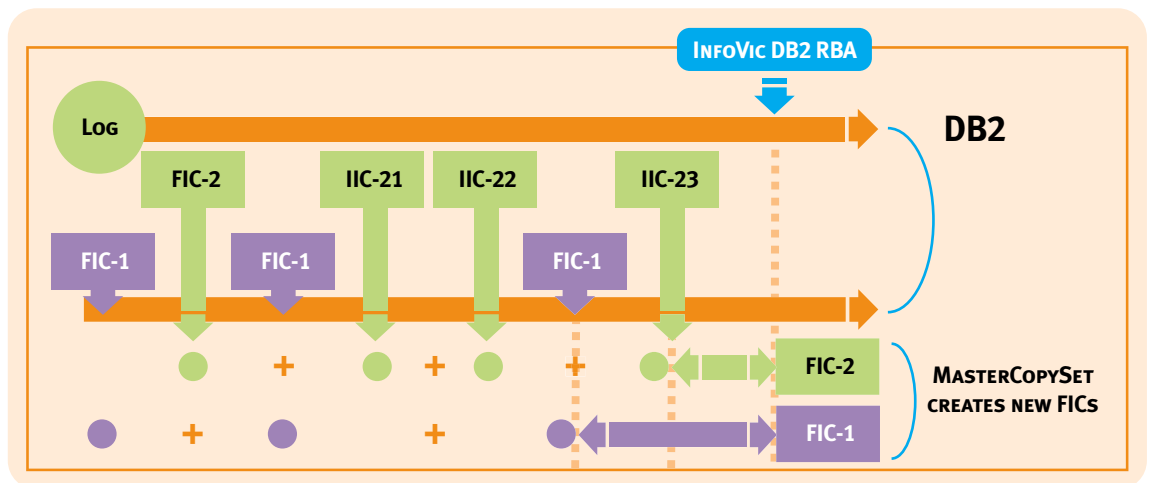 InfoVic DB2 RBA
Log
DB2
FIC-2
IIC-21
IIC-22
IIC-23
FIC-1
FIC-1
FIC-1
+
+
+
FIC-2
MasterCopySet
creates new FICs
+
+
FIC-1